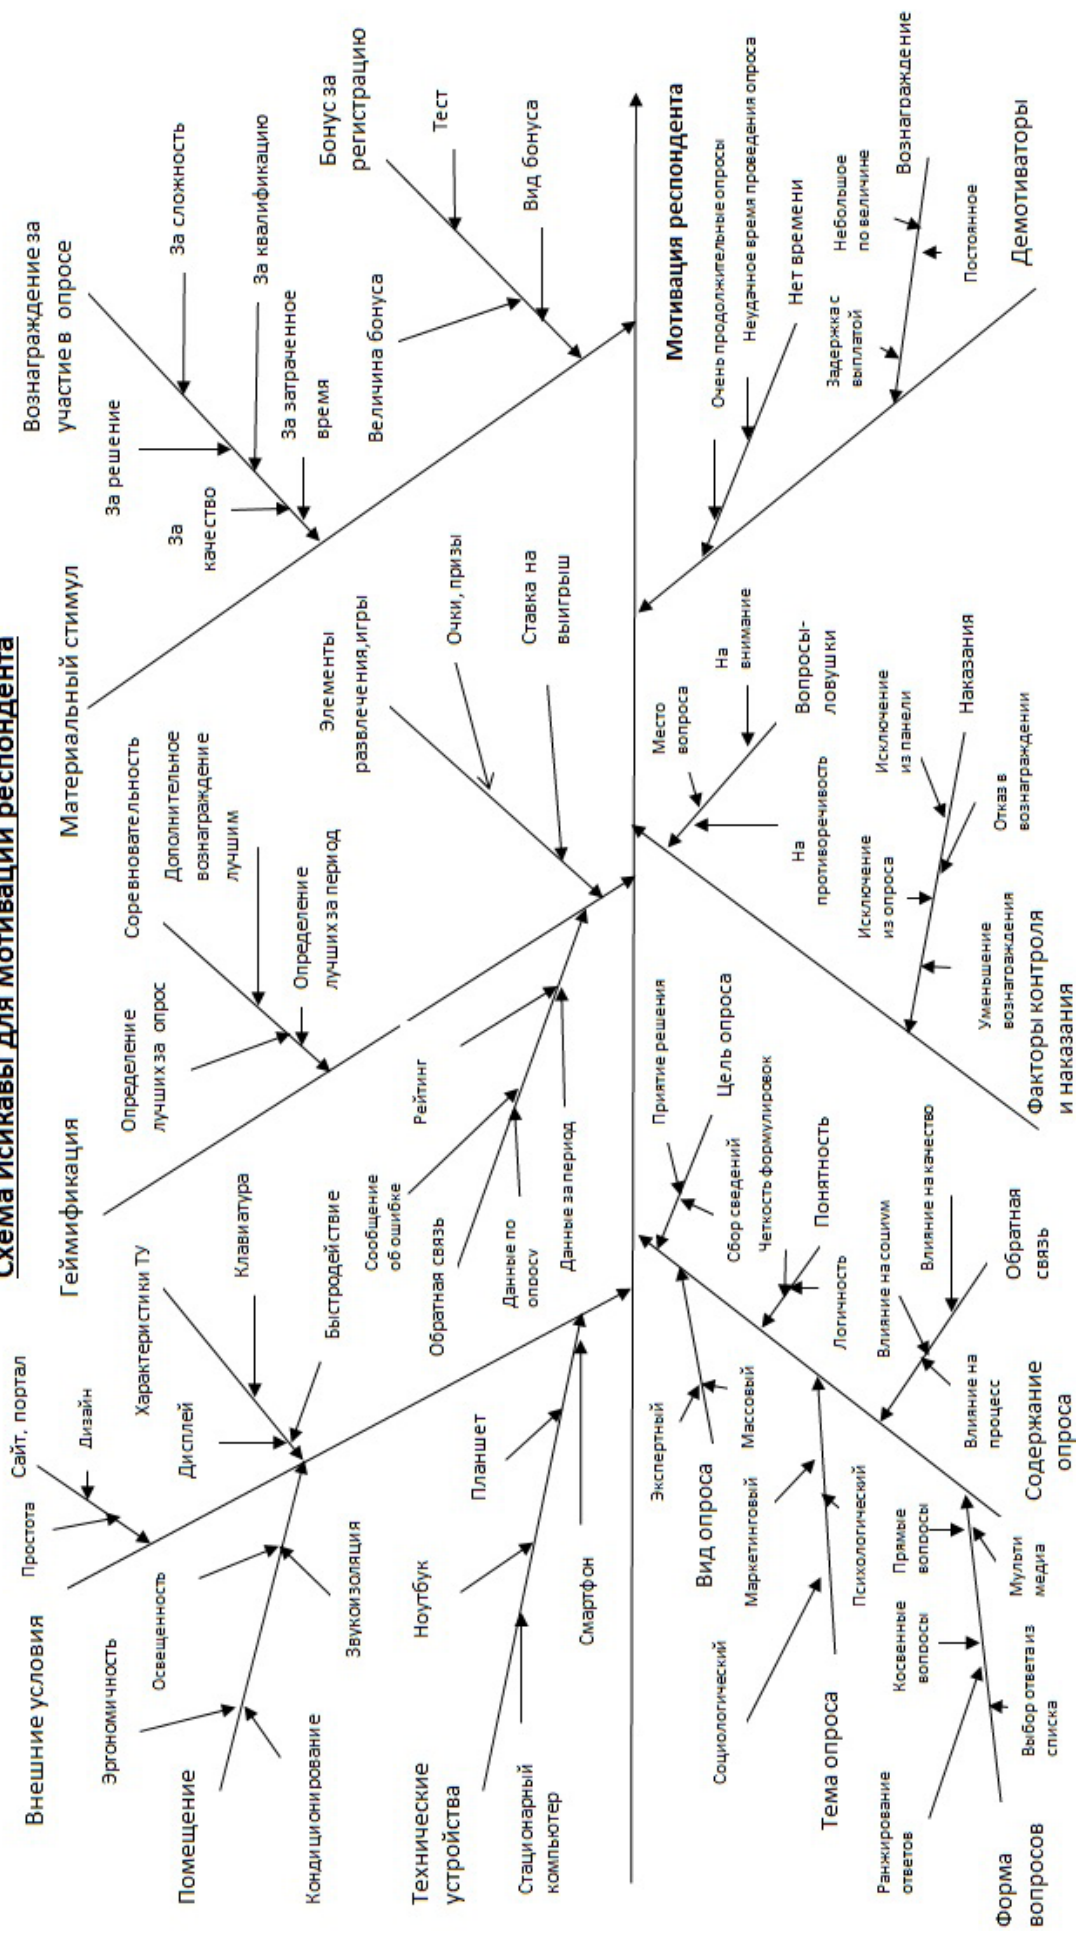 Схема Исикавы для мотивации респондента
Внешние условия
Сайт, портал
Простота
Дизайн
Характеристики ТУ
Клавиатура
Дисплей
Быстродействие
Помещение
Эргономичность
Освещенность
Кондиционирование
Звукоизоляция
Технические
устройства
Стационарный
компьютер
Ноутбук
Планшет
Смартфон
Геймификация
Соревновательность
Определение
лучших за опрос
Дополнительное
вознаграждение
лучшим
Определение
лучших за период
Элементы
развлечения,игры
Очки, призы
Ставка на
выигрыш
Обратная связь
Сообщение
об ошибке
Рейтинг
Данные по
опросу
Данные за период
Материальный стимул
Вознаграждение за
участие в опросе
За решение
За сложность
За квалификацию
За
качество
За затраченное
время
Бонус за
регистрацию
Тест
Вид бонуса
Величина бонуса
Мотивация респондента
Содержание
опроса
Цель опроса
Приятие решения
Сбор сведений
Понятность
Четкость формулировок
Логичность
Обратная
связь
Влияние на социум
Влияние на качество
Влияние на
процесс
Вид опроса
Экспертный
Массовый
Тема опроса
Социологический
Маркетинговый
Психологический
Форма
вопросов
Ранжирование
ответов
Косвенные
вопросы
Прямые
вопросы
Выбор ответа из
списка
Мульти
медиа
Факторы контроля
и наказания
Вопросы-
ловушки
Место
вопроса
На
внимание
На
противоречивость
Наказания
Исключение
из панели
Исключение
из опроса
Отказ в
вознаграждении
Уменьшение
вознаграждения
Демотиваторы
Нет времени
Очень продолжительные опросы
Неудачное время проведения опроса
Вознаграждение
Небольшое
по величине
Задержка с
выплатой
Постоянное